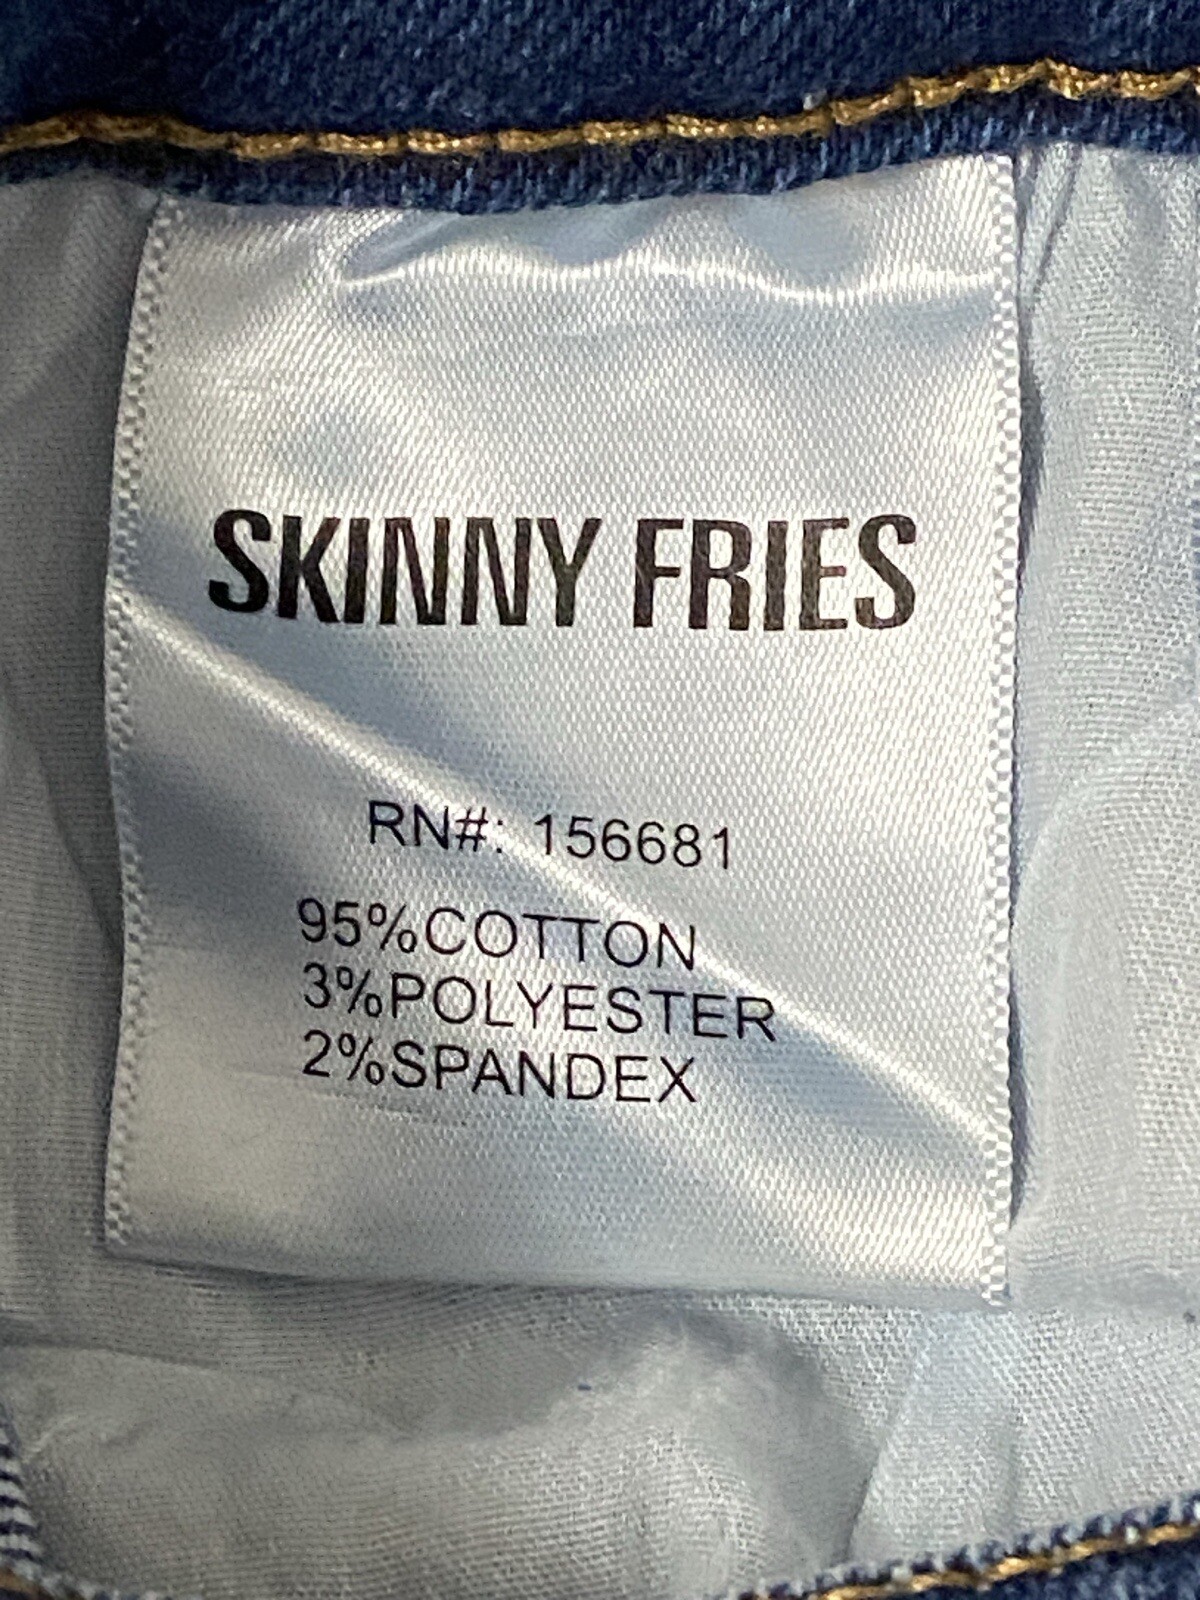 SKINNY FRIES
RN#: 156681
95%COTTON
3%POLYESTER
2%SPANDEX